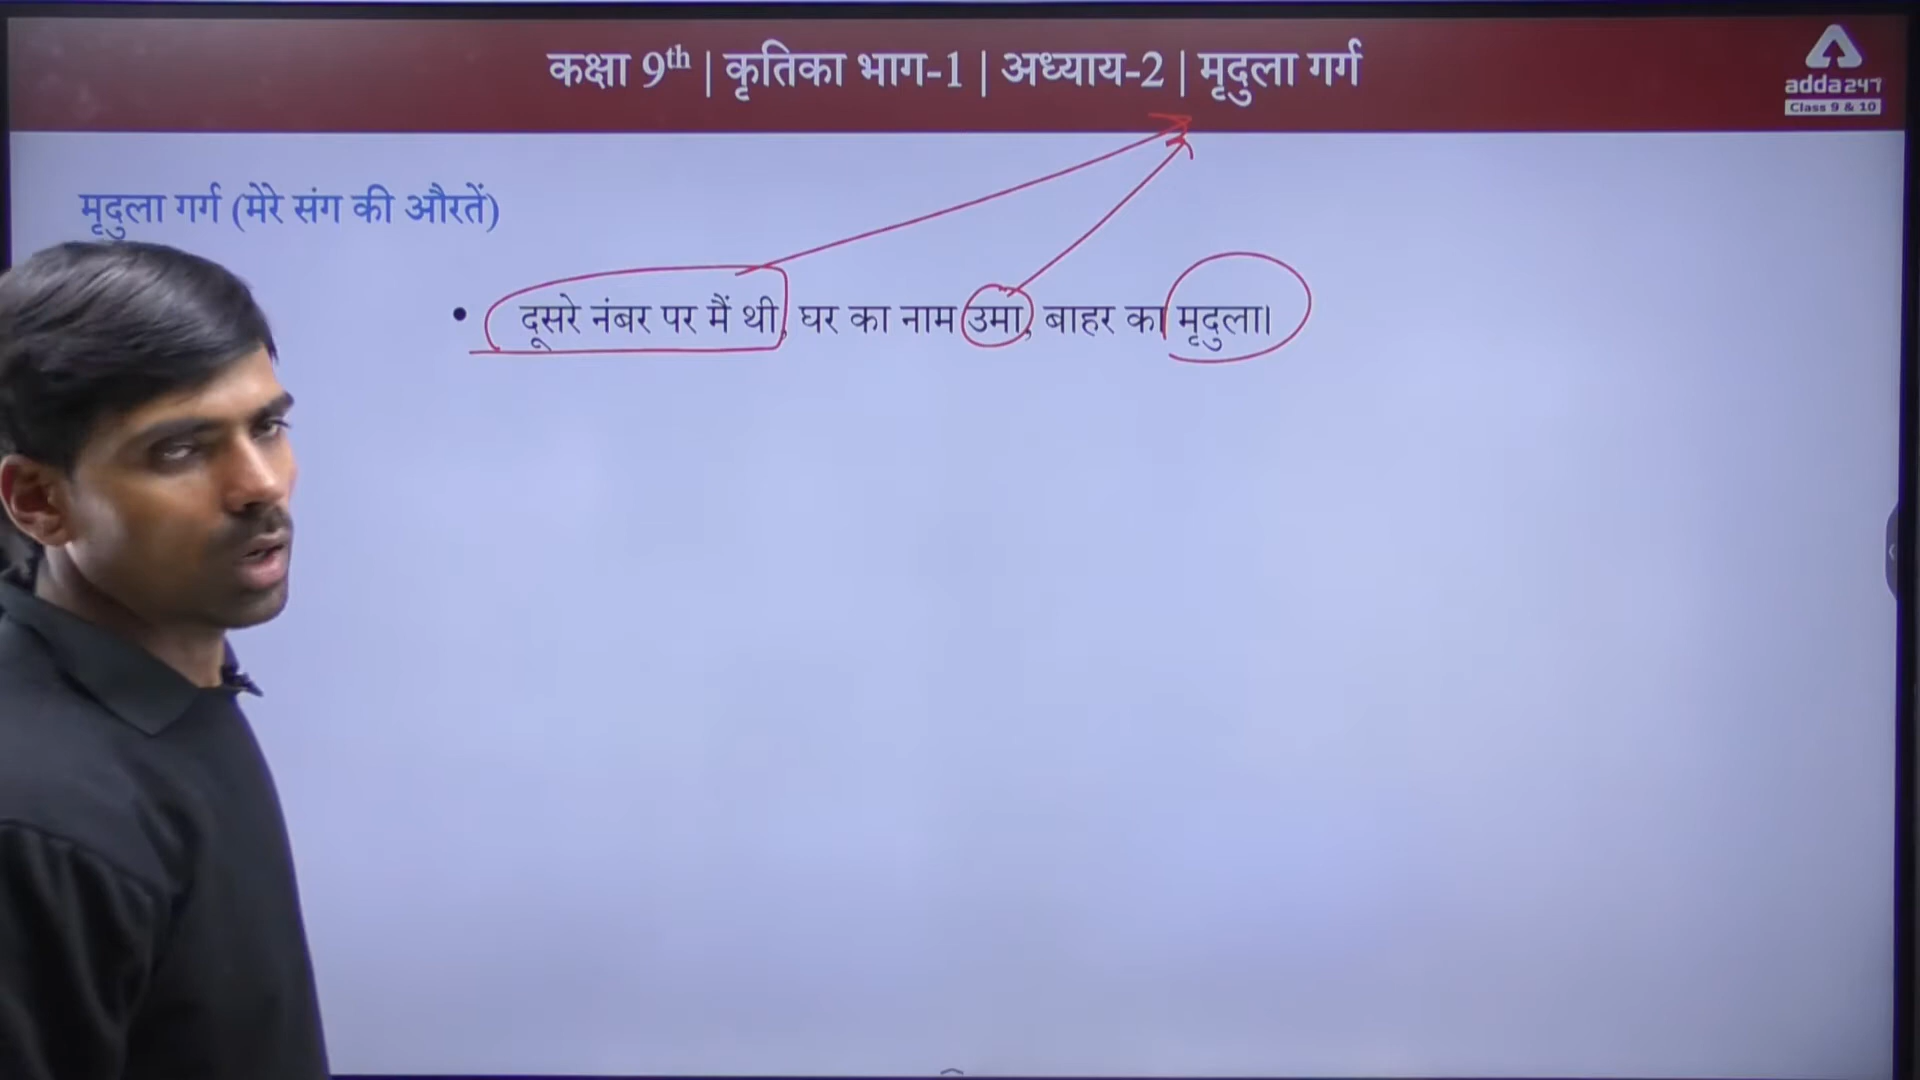 कक्षा 9th | कृतिका भाग-1 | अध्याय-2 | मृदुला गर्ग
adda247
Class 9 & 10
मृदुला गर्ग (मेरे संग की औरतें)
• दूसरे नंबर पर मैं थी, घर का नाम उमा, बाहर का मृदुला।